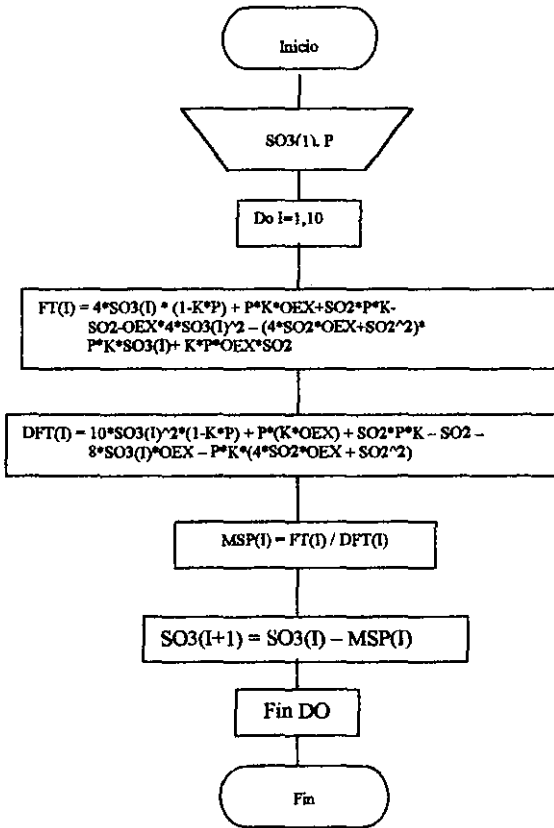 Inicio
SO3(1), P
Do I=1,10
FT(I) = 4*SO3(I) * (1-K*P) + P*K*OEX+SO2*P*K-
SO2-OEX*4*SO3(I)^2 – (4*SO2*OEX+SO2^2)*
P*K*SO3(I)+ K*P*OEX*SO2
DFT(I) = 10*SO3(I)^2*(1-K*P) + P*(K*OEX) + SO2*P*K – SO2 –
8*SO3(I)*OEX – P*K*(4*SO2*OEX + SO2^2)
MSP(I) = FT(I) / DFT(I)
SO3(I+1) = SO3(I) – MSP(I)
Fin DO
Fin